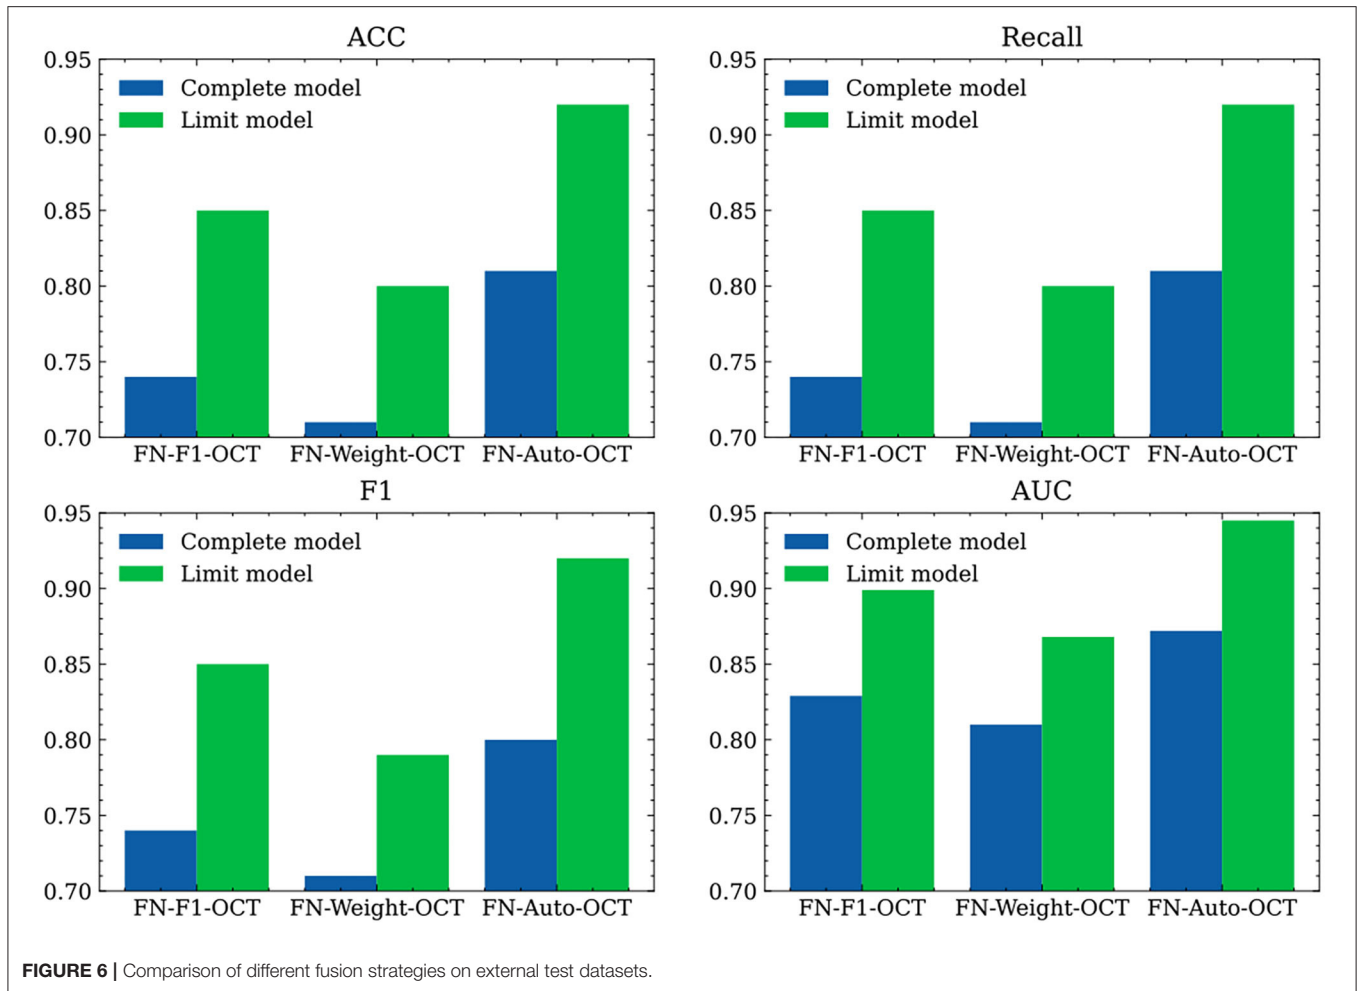 ACC
0.95
0.90
0.85
0.80
0.75
0.70
Complete model
Limit model
FN-F1-OCT FN-Weight-OCT FN-Auto-OCT
Recall
0.95
0.90
0.85
0.80
0.75
0.70
Complete model
Limit model
FN-F1-OCT FN-Weight-OCT FN-Auto-OCT
F1
0.95
0.90
0.85
0.80
0.75
0.70
Complete model
Limit model
FN-F1-OCT FN-Weight-OCT FN-Auto-OCT
AUC
0.95
0.90
0.85
0.80
0.75
0.70
Complete model
Limit model
FN-F1-OCT FN-Weight-OCT FN-Auto-OCT
FIGURE 6 | Comparison of different fusion strategies on external test datasets.